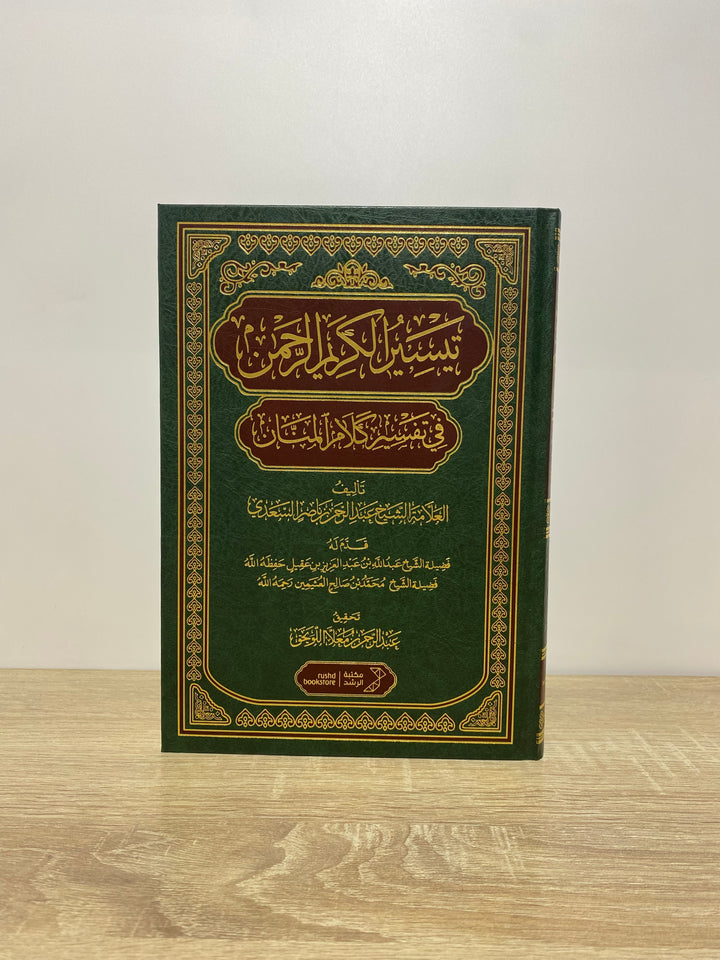 تيسير الكريم الرحمن
في تفسير كلام المنان
تأليف
العلامة الشيخ عبد الرحمن بن ناصر السعدي
قدم له
فضيلة الشيخ عبد الله بن عبد العزيز بن عقيل حفظه الله
فضيلة الشيخ محمد بن صالح العثيمين رحمه الله
تحقيق
عبد الرحمن بن معلا اللويحق
مكتبة الرشد
rushd bookstore